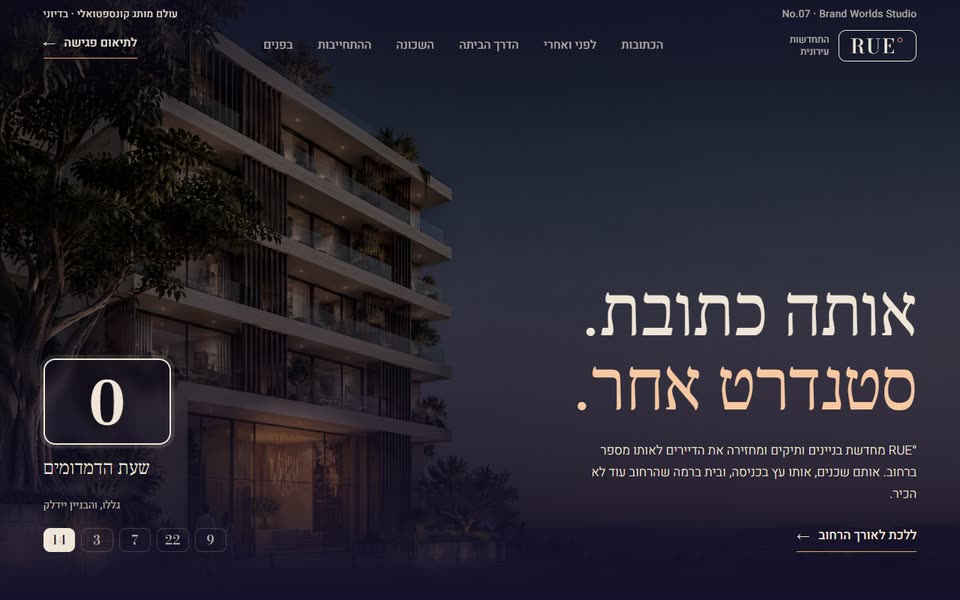 No.07 · Brand Worlds Studio
עולם מותג קונספטואלי · בדיוני
RUE°
התחדשות
עירונית
הכתובות
לפני ואחרי
הדרך הביתה
השכונה
ההתחייבות
בפנים
לתיאום פגישה ←
אותה כתובת.
סטנדרט אחר.
RUE° מחדשת בניינים ותיקים ומחזירה את הדיירים לאותו מספר
ברחוב. אותם שכנים, אותו עץ בכניסה, ובית ברמה שהרחוב עוד לא
הכיר.
ללכת לאורך הרחוב ←
0
שעת הדמדומים
גללו, והבניין יידלק
9
22
7
3
14